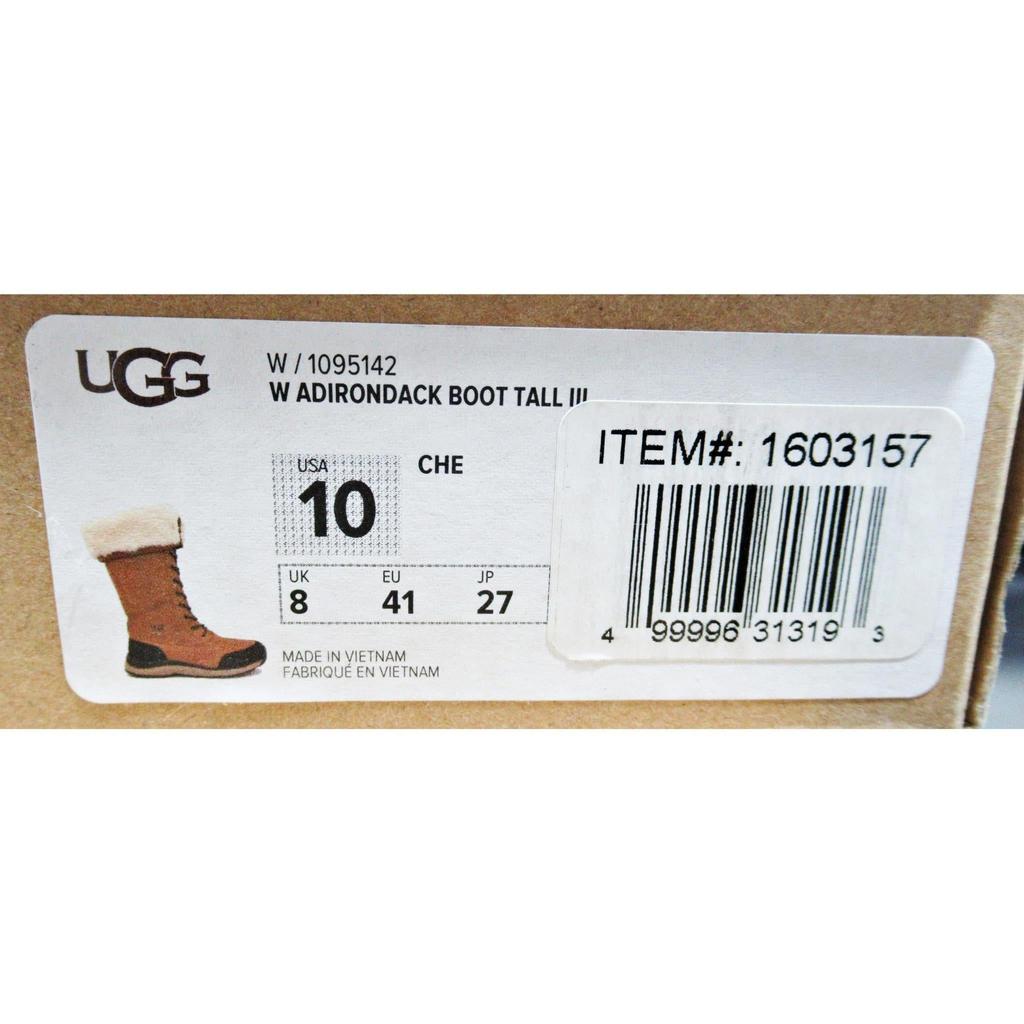 UGG
W / 1095142
W ADIRONDACK BOOT TALL III
USA
10
CHE
UK EU JP
8 41 27
MADE IN VIETNAM
FABRIQUÉ EN VIETNAM
ITEM#: 1603157
4 99996 31319 3